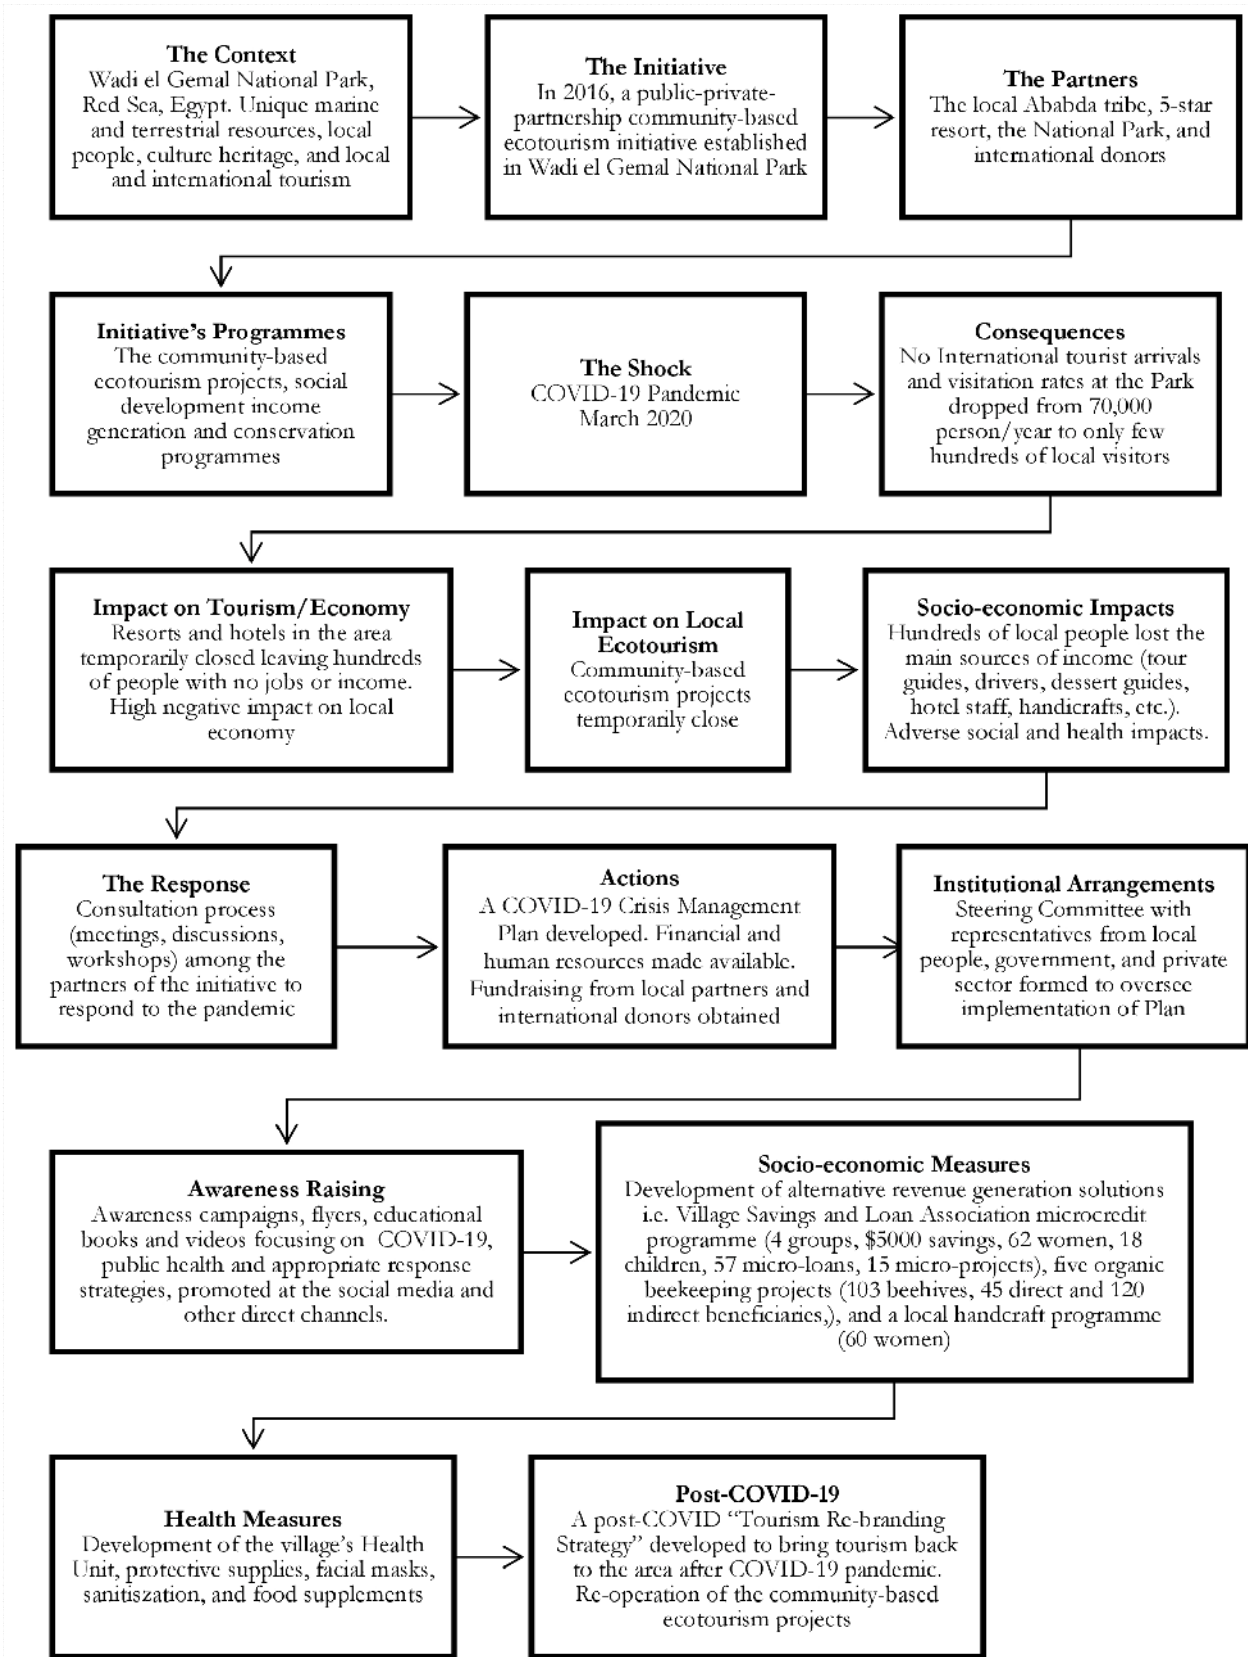 The Context
Wadi el Gemal National Park,
Red Sea, Egypt. Unique marine
and terrestrial resources, local
people, culture heritage, and local
and international tourism
The Initiative
In 2016, a public-private-
partnership community-based
ecotourism initiative established
in Wadi el Gemal National Park
The Partners
The local Ababda tribe, 5-star
resort, the National Park, and
international donors
Initiative's Programmes
The community-based
ecotourism projects, social
development income
generation and conservation
programmes
The Shock
COVID-19 Pandemic
March 2020
Consequences
No International tourist arrivals
and visitation rates at the Park
dropped from 70,000
person/year to only few
hundreds of local visitors
Impact on Tourism/Economy
Resorts and hotels in the area
temporarily closed leaving hundreds
of people with no jobs or income.
High negative impact on local
economy
Impact on Local
Ecotourism
Community-based
ecotourism projects
temporarily close
Socio-economic Impacts
Hundreds of local people lost the
main sources of income (tour
guides, drivers, dessert guides,
hotel staff, handicrafts, etc.).
Adverse social and health impacts.
The Response
Consultation process
(meetings, discussions,
workshops) among the
partners of the initiative to
respond to the pandemic
Actions
A COVID-19 Crisis Management
Plan developed. Financial and
human resources made available.
Fundraising from local partners and
international donors obtained
Institutional Arrangements
Steering Committee with
representatives from local
people, government, and private
sector formed to oversee
implementation of Plan
Awareness Raising
Awareness campaigns, flyers, educational
books and videos focusing on COVID-19,
public health and appropriate response
strategies, promoted at the social media and
other direct channels.
Socio-economic Measures
Development of alternative revenue generation solutions
i.e. Village Savings and Loan Association microcredit
programme (4 groups, $5000 savings, 62 women, 18
children, 57 micro-loans, 15 micro-projects), five organic
beekeeping projects (103 beehives, 45 direct and 120
indirect beneficiaries,), and a local handcraft programme
(60 women)
Health Measures
Development of the village's Health
Unit, protective supplies, facial masks,
sanitiszation, and food supplements
Post-COVID-19
A post-COVID "Tourism Re-branding
Strategy" developed to bring tourism back
to the area after COVID-19 pandemic.
Re-operation of the community-based
ecotourism projects